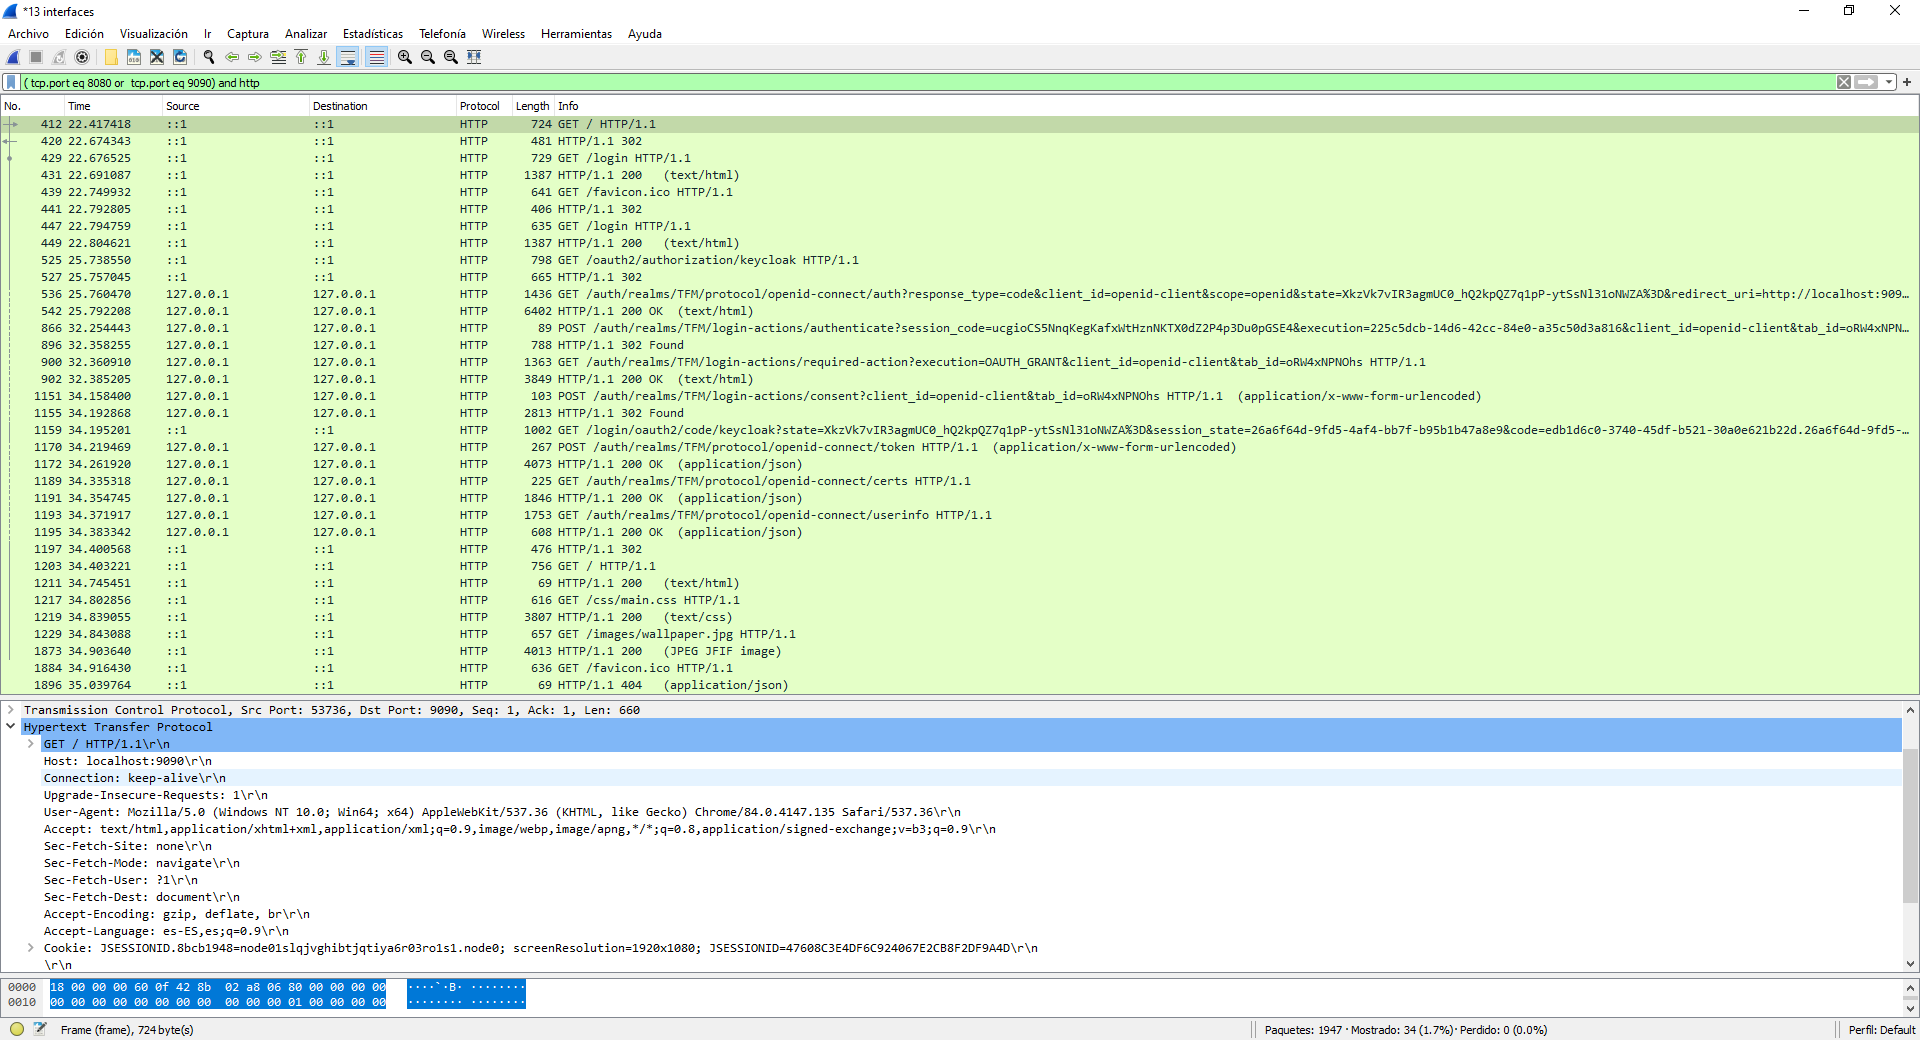 *13 interfaces
Archivo Edición Visualización Ir Captura Analizar Estadísticas Telefonía Wireless Herramientas Ayuda
( tcp.port eq 8080 or  tcp.port eq 9090) and http
No. Time Source Destination Protocol Length Info
412 22.417418 ::1 ::1 HTTP 724 GET / HTTP/1.1
420 22.674343 ::1 ::1 HTTP 481 HTTP/1.1 302
429 22.676525 ::1 ::1 HTTP 729 GET /login HTTP/1.1
431 22.691087 ::1 ::1 HTTP 1387 HTTP/1.1 200 (text/html)
439 22.749932 ::1 ::1 HTTP 641 GET /favicon.ico HTTP/1.1
441 22.792805 ::1 ::1 HTTP 406 HTTP/1.1 302
447 22.794759 ::1 ::1 HTTP 635 GET /login HTTP/1.1
449 22.804621 ::1 ::1 HTTP 1387 HTTP/1.1 200 (text/html)
525 25.738550 ::1 ::1 HTTP 798 GET /oauth2/authorization/keycloak HTTP/1.1
527 25.757045 ::1 ::1 HTTP 665 HTTP/1.1 302
536 25.760470 127.0.0.1 127.0.0.1 HTTP 1436 GET /auth/realms/TFM/protocol/openid-connect/auth?response_type=code&client_id=openid-client&scope=openid&state=XkzVk7vIR3agmUC0_hQ2kpQZ7q1pP-ytSsNl31oNWZA%3D&redirect_uri=http://localhost:909…
542 25.792208 127.0.0.1 127.0.0.1 HTTP 6402 HTTP/1.1 200 OK (text/html)
866 32.254443 127.0.0.1 127.0.0.1 HTTP 89 POST /auth/realms/TFM/login-actions/authenticate?session_code=ucgioCS5NnqKegKafxWtHznNKTX0dZ2P4p3Du0pGSE4&execution=225c5dcb-14d6-42cc-84e0-a35c50d3a816&client_id=openid-client&tab_id=oRW4xNPN…
896 32.358255 127.0.0.1 127.0.0.1 HTTP 788 HTTP/1.1 302 Found
900 32.360910 127.0.0.1 127.0.0.1 HTTP 1363 GET /auth/realms/TFM/login-actions/required-action?execution=OAUTH_GRANT&client_id=openid-client&tab_id=oRW4xNPNOhs HTTP/1.1
902 32.385205 127.0.0.1 127.0.0.1 HTTP 3849 HTTP/1.1 200 OK (text/html)
1151 34.158400 127.0.0.1 127.0.0.1 HTTP 103 POST /auth/realms/TFM/login-actions/consent?client_id=openid-client&tab_id=oRW4xNPNOhs HTTP/1.1 (application/x-www-form-urlencoded)
1155 34.192868 127.0.0.1 127.0.0.1 HTTP 2813 HTTP/1.1 302 Found
1159 34.195201 ::1 ::1 HTTP 1002 GET /login/oauth2/code/keycloak?state=XkzVk7vIR3agmUC0_hQ2kpQZ7q1pP-ytSsNl31oNWZA%3D&session_state=26a6f64d-9fd5-4af4-bb7f-b95b1b47a8e9&code=edb1d6c0-3740-45df-b521-30a0e621b22d.26a6f64d-9fd5-…
1170 34.219469 127.0.0.1 127.0.0.1 HTTP 267 POST /auth/realms/TFM/protocol/openid-connect/token HTTP/1.1 (application/x-www-form-urlencoded)
1172 34.261920 127.0.0.1 127.0.0.1 HTTP 4073 HTTP/1.1 200 OK (application/json)
1189 34.335318 127.0.0.1 127.0.0.1 HTTP 225 GET /auth/realms/TFM/protocol/openid-connect/certs HTTP/1.1
1191 34.354745 127.0.0.1 127.0.0.1 HTTP 1846 HTTP/1.1 200 OK (application/json)
1193 34.371917 127.0.0.1 127.0.0.1 HTTP 1753 GET /auth/realms/TFM/protocol/openid-connect/userinfo HTTP/1.1
1195 34.383342 127.0.0.1 127.0.0.1 HTTP 608 HTTP/1.1 200 OK (application/json)
1197 34.400568 ::1 ::1 HTTP 476 HTTP/1.1 302
1203 34.403221 ::1 ::1 HTTP 756 GET / HTTP/1.1
1211 34.745451 ::1 ::1 HTTP 69 HTTP/1.1 200 (text/html)
1217 34.802856 ::1 ::1 HTTP 616 GET /css/main.css HTTP/1.1
1219 34.839055 ::1 ::1 HTTP 3807 HTTP/1.1 200 (text/css)
1229 34.843088 ::1 ::1 HTTP 657 GET /images/wallpaper.jpg HTTP/1.1
1873 34.903640 ::1 ::1 HTTP 4013 HTTP/1.1 200 (JPEG JFIF image)
1884 34.916430 ::1 ::1 HTTP 636 GET /favicon.ico HTTP/1.1
1896 35.039764 ::1 ::1 HTTP 69 HTTP/1.1 404 (application/json)
Transmission Control Protocol, Src Port: 53736, Dst Port: 9090, Seq: 1, Ack: 1, Len: 660
Hypertext Transfer Protocol
GET / HTTP/1.1\r\n
Host: localhost:9090\r\n
Connection: keep-alive\r\n
Upgrade-Insecure-Requests: 1\r\n
User-Agent: Mozilla/5.0 (Windows NT 10.0; Win64; x64) AppleWebKit/537.36 (KHTML, like Gecko) Chrome/84.0.4147.135 Safari/537.36\r\n
Accept: text/html,application/xhtml+xml,application/xml;q=0.9,image/webp,image/apng,*/*;q=0.8,application/signed-exchange;v=b3;q=0.9\r\n
Sec-Fetch-Site: none\r\n
Sec-Fetch-Mode: navigate\r\n
Sec-Fetch-User: ?1\r\n
Sec-Fetch-Dest: document\r\n
Accept-Encoding: gzip, deflate, br\r\n
Accept-Language: es-ES,es;q=0.9\r\n
Cookie: JSESSIONID.8bcb1948=node01slqjvghibtjqtiya6r03ro1s1.node0; screenResolution=1920x1080; JSESSIONID=47608C3E4DF6C924067E2CB8F2DF9A4D\r\n
\r\n
0000 18 00 00 00 60 0f 42 8b 02 a8 06 80 00 00 00 00 ····`·B· ········
0010 00 00 00 00 00 00 00 00 00 00 00 01 00 00 00 00 ········ ········
Frame (frame), 724 byte(s) Paquetes: 1947 · Mostrado: 34 (1.7%)· Perdido: 0 (0.0%) Perfil: Default